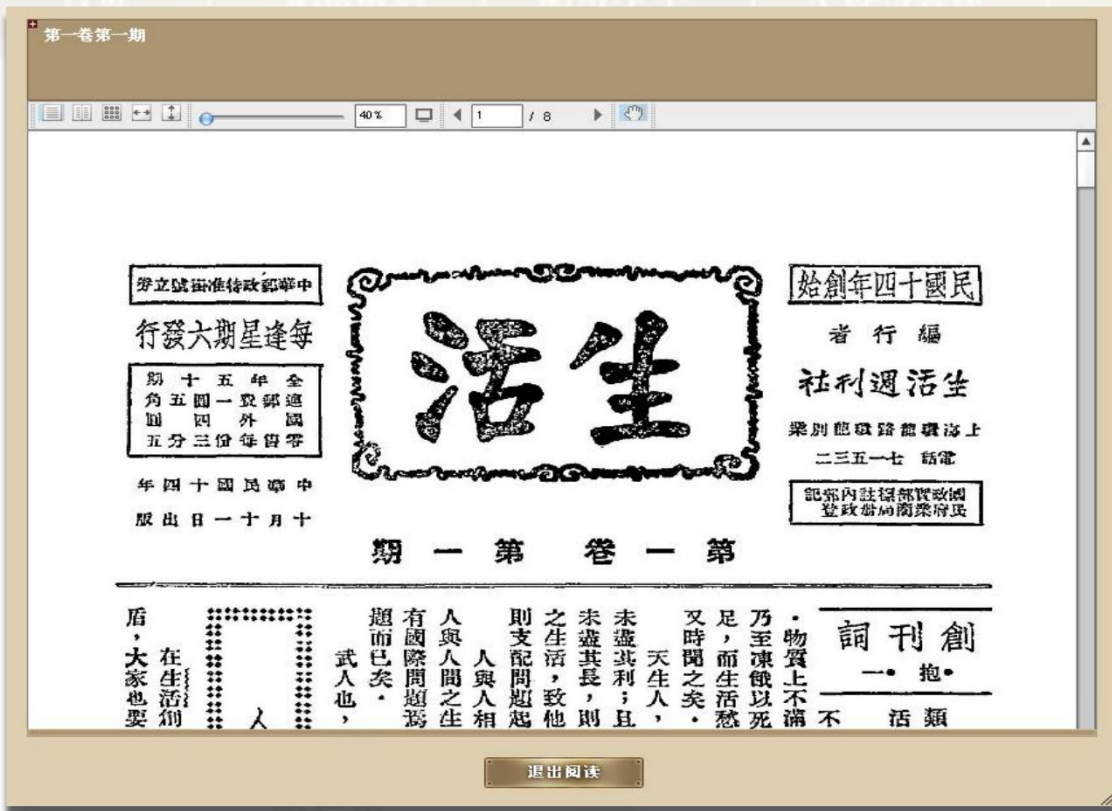 第一卷第一期
40%
1 / 8
民國十四年創始
編行者
生活週刊社
上海環龍路環龍別業
電話 七一五三二
國政實部標註內部記
民府業商局冊政登
生活
中華郵政特准掛號立券
每逢星期六發行
全年五十期
連郵費一圓五角
國外四圓
零售每份三分五
中華民國十四年
十月十一日出版
第一卷 第一期
創刊詞
・抱一・
類
活
不
・物質上不滿
乃至凍餓以死
足，而生活愁
又時聞之矣・
天生人，
未盡其利；且
未盡其長，則
之生活，致他
則支配問題起
人與人相
人與人間之生
有國際問題焉
題而已矣・
武人也，
人
在生活創
盾，大家也要
退出阅读